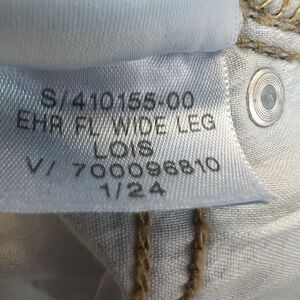 S/410155-00
EHR FL WIDE LEG
LOIS
V/ 700096810
1/24